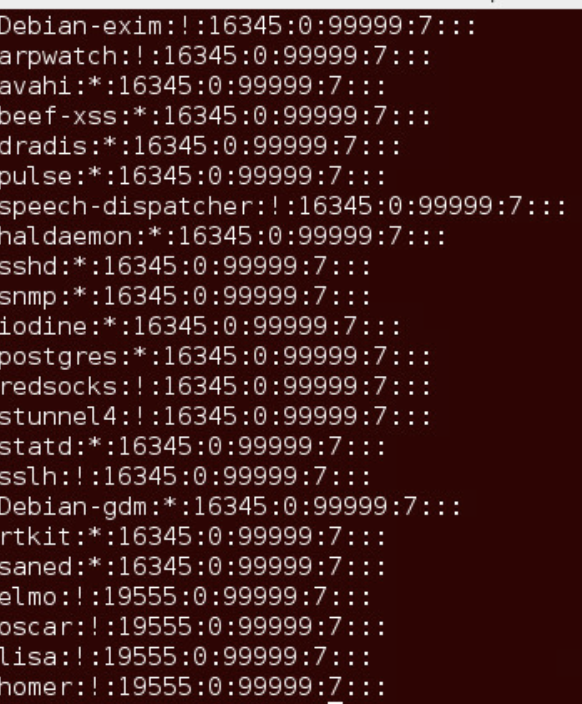 Debian-exim:!:16345:0:99999:7:::
arpwatch:!:16345:0:99999:7:::
avahi:*:16345:0:99999:7:::
beef-xss:*:16345:0:99999:7:::
dradis:*:16345:0:99999:7:::
pulse:*:16345:0:99999:7:::
speech-dispatcher:!:16345:0:99999:7:::
haldaemon:*:16345:0:99999:7:::
sshd:*:16345:0:99999:7:::
snmp:*:16345:0:99999:7:::
iodine:*:16345:0:99999:7:::
postgres:*:16345:0:99999:7:::
redsocks:!:16345:0:99999:7:::
stunnel4:!:16345:0:99999:7:::
statd:*:16345:0:99999:7:::
sslh:!:16345:0:99999:7:::
Debian-gdm:*:16345:0:99999:7:::
rtkit:*:16345:0:99999:7:::
saned:*:16345:0:99999:7:::
elmo:!:19555:0:99999:7:::
oscar:!:19555:0:99999:7:::
lisa:!:19555:0:99999:7:::
homer:!:19555:0:99999:7:::